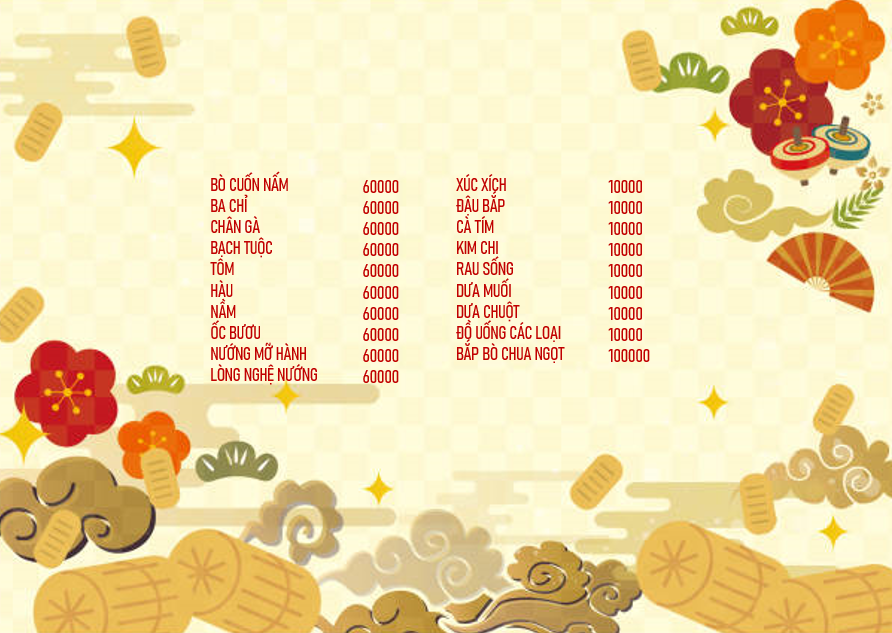 BÒ CUỐN NẤM 60000
BA CHỈ 60000
CHÂN GÀ 60000
BẠCH TUỘC 60000
TÔM 60000
HÀU 60000
NẦM 60000
ỐC BƯƠU 60000
NƯỚNG MỠ HÀNH 60000
LÒNG NGHỆ NƯỚNG 60000
XÚC XÍCH 10000
ĐẬU BẮP 10000
CÀ TÍM 10000
KIM CHI 10000
RAU SỐNG 10000
DƯA MUỐI 10000
DƯA CHUỘT 10000
ĐỒ UỐNG CÁC LOẠI 10000
BẮP BÒ CHUA NGỌT 100000